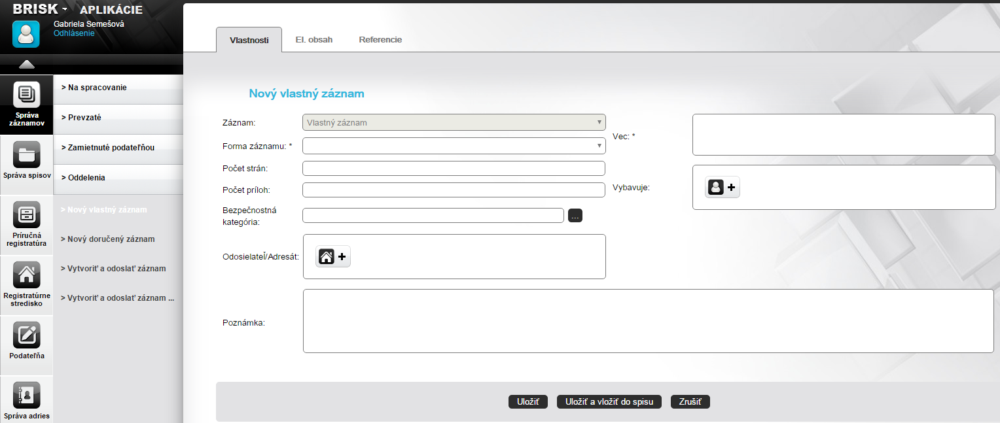 BRISK APLIKÁCIE
Gabriela Semešová
Odhlásenie
Správa
záznamov
Správa spisov
Príručná
registratúra
Registratúrne
stredisko
Podateľňa
Správa adries
> Na spracovanie
> Prevzaté
> Zamietnuté podateľňou
> Oddelenia
> Nový vlastný záznam
> Nový doručený záznam
> Vytvoriť a odoslať záznam
> Vytvoriť a odoslať záznam ...
Vlastnosti El. obsah Referencie
Nový vlastný záznam
Záznam: Vlastný záznam
Forma záznamu: *
Počet strán:
Počet príloh:
Bezpečnostná
kategória: ...
Odosielateľ/Adresát: +
Vec: *
Vybavuje: +
Poznámka:
Uložiť Uložiť a vložiť do spisu Zrušiť